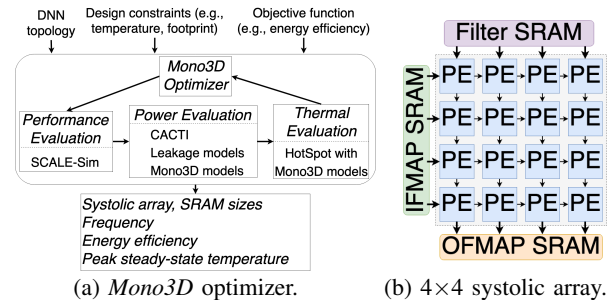 DNN
topology
Design constraints (e.g.,
temperature, footprint)
Objective function
(e.g., energy efficiency)
Mono3D
Optimizer
Performance
Evaluation
SCALE-Sim
Power Evaluation
CACTI
Leakage models
Mono3D models
Thermal
Evaluation
HotSpot with
Mono3D models
Systolic array, SRAM sizes
Frequency
Energy efficiency
Peak steady-state temperature
(a) Mono3D optimizer.
Filter SRAM
IFMAP SRAM
PE PE PE PE
PE PE PE PE
PE PE PE PE
PE PE PE PE
OFMAP SRAM
(b) 4×4 systolic array.